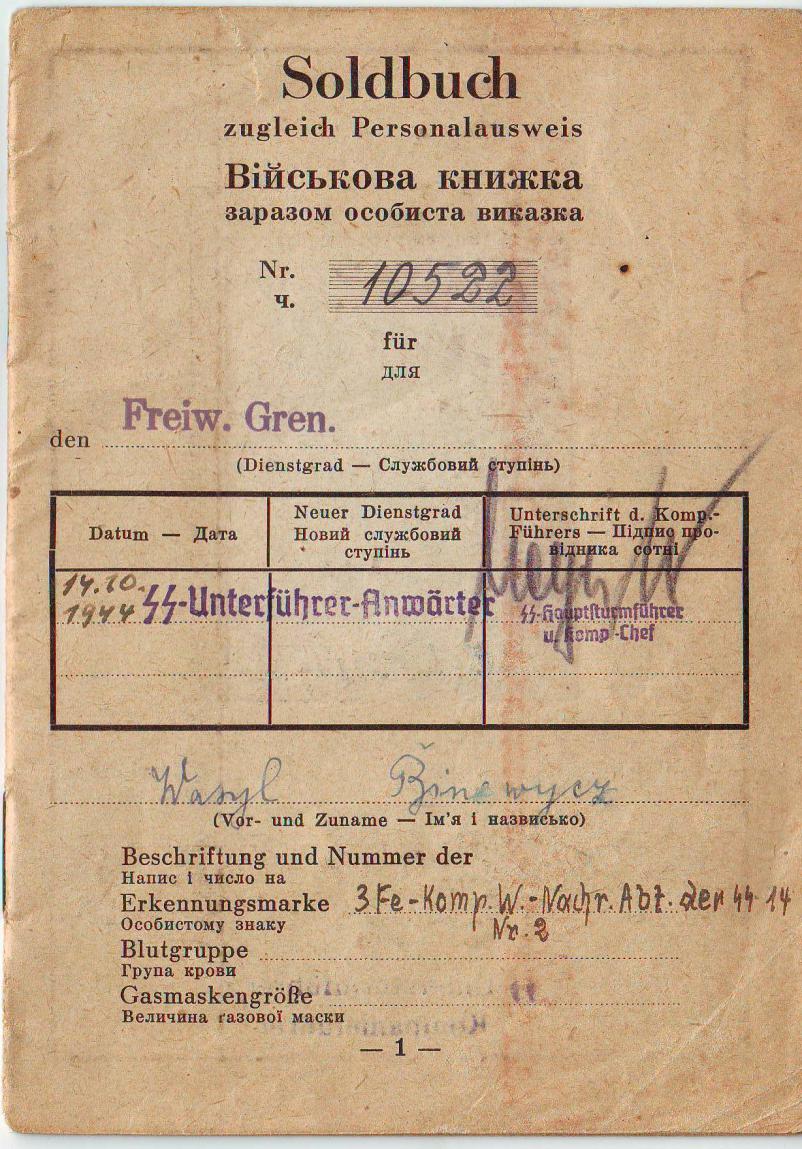 Soldbuch
zugleich Personalausweis
Військова книжка
заразом особиста виказка
Nr. 10522
ч.
für
для
Freiw. Gren.
den
(Dienstgrad — Службовий ступінь)
Datum — Дата
Neuer Dienstgrad
Новий службовий
ступінь
Unterschrift d. Komp.-
Führers — Підпис про-
відника сотні
14.10.
1944
SS-Unterführer-Anwärter
SS-Hauptsturmführer
u. Komp-Chef
Wasyl
(Vor- und Zuname — Ім'я і назвисько)
Beschriftung und Nummer der
Напис і число на
Erkennungsmarke 3 Fe-Komp. W.-Nachr. Abt. den SS 14
Особистому знаку Nr. 2
Blutgruppe
Група крови
Gasmaskengröße
Величина газової маски
— 1 —